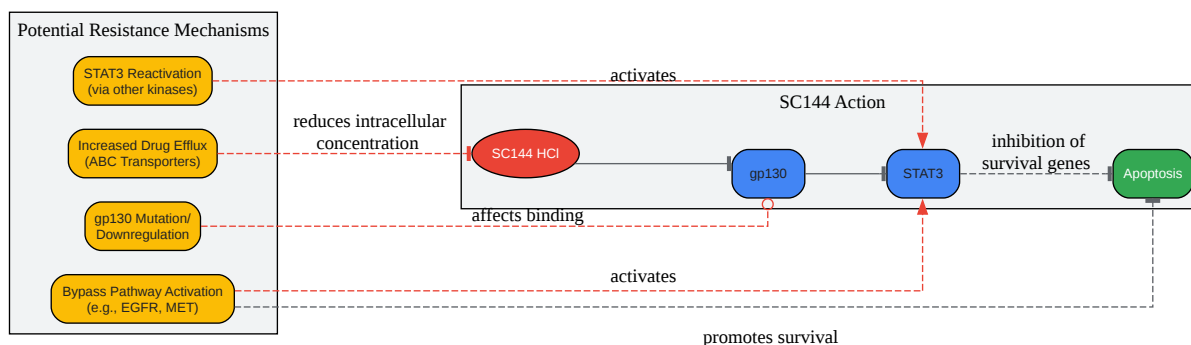 Potential Resistance Mechanisms
STAT3 Reactivation
(via other kinases)
Increased Drug Efflux
(ABC Transporters)
gp130 Mutation/
Downregulation
Bypass Pathway Activation
(e.g., EGFR, MET)
activates
reduces intracellular
concentration
affects binding
activates
promotes survival
SC144 Action
SC144 HCl
gp130
STAT3
inhibition of
survival genes
Apoptosis